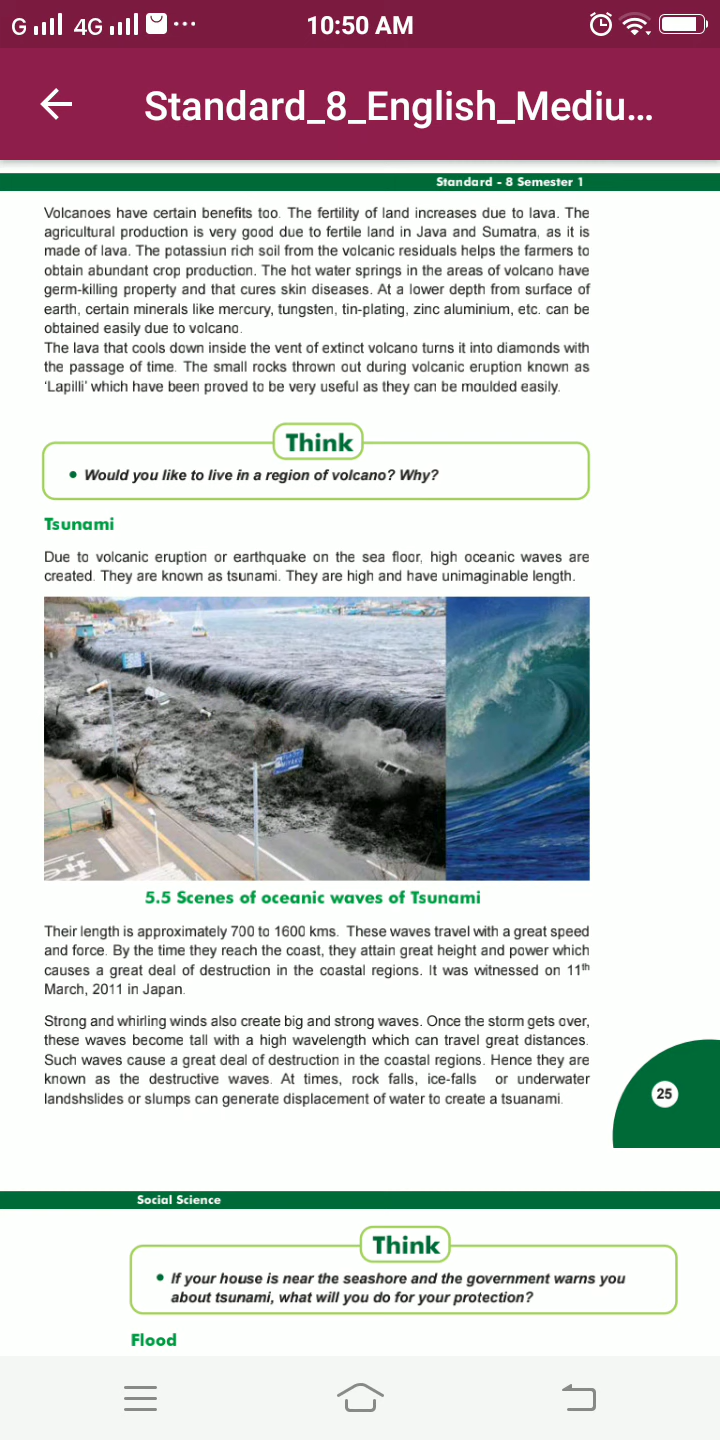 G 4G ... 10:50 AM
Standard_8_English_Mediu...
Standard - 8 Semester 1
Volcanoes have certain benefits too. The fertility of land increases due to lava. The
agricultural production is very good due to fertile land in Java and Sumatra, as it is
made of lava. The potassiun rich soil from the volcanic residuals helps the farmers to
obtain abundant crop production. The hot water springs in the areas of volcano have
germ-killing property and that cures skin diseases. At a lower depth from surface of
earth, certain minerals like mercury, tungsten, tin-plating, zinc aluminium, etc. can be
obtained easily due to volcano.
The lava that cools down inside the vent of extinct volcano turns it into diamonds with
the passage of time. The small rocks thrown out during volcanic eruption known as
'Lapilli' which have been proved to be very useful as they can be moulded easily.
Think
• Would you like to live in a region of volcano? Why?
Tsunami
Due to volcanic eruption or earthquake on the sea floor, high oceanic waves are
created. They are known as tsunami. They are high and have unimaginable length.
5.5 Scenes of oceanic waves of Tsunami
Their length is approximately 700 to 1600 kms. These waves travel with a great speed
and force. By the time they reach the coast, they attain great height and power which
causes a great deal of destruction in the coastal regions. It was witnessed on 11th
March, 2011 in Japan.
Strong and whirling winds also create big and strong waves. Once the storm gets over,
these waves become tall with a high wavelength which can travel great distances.
Such waves cause a great deal of destruction in the coastal regions. Hence they are
known as the destructive waves. At times, rock falls, ice-falls or underwater
landshslides or slumps can generate displacement of water to create a tsuanami.
25
Social Science
Think
• If your house is near the seashore and the government warns you
about tsunami, what will you do for your protection?
Flood